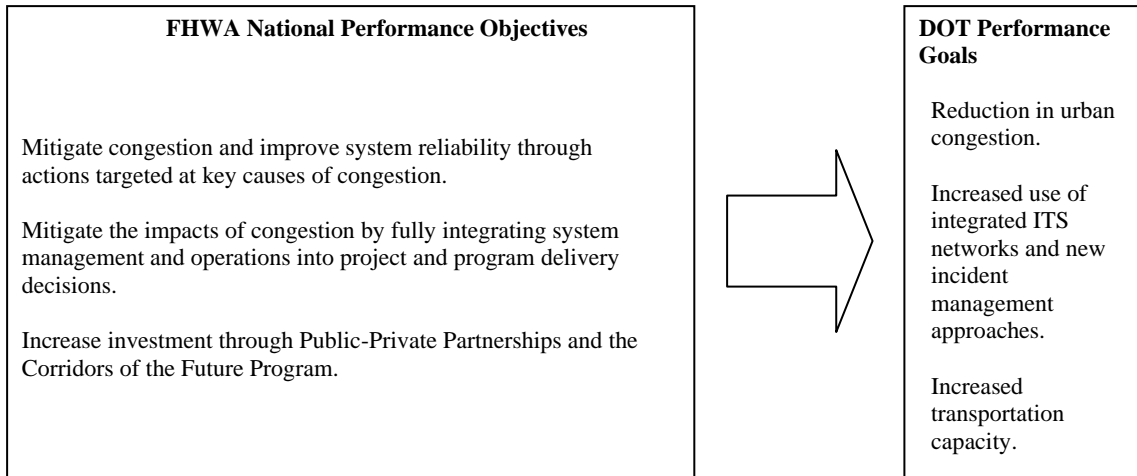 FHWA National Performance Objectives
Mitigate congestion and improve system reliability through
actions targeted at key causes of congestion.
Mitigate the impacts of congestion by fully integrating system
management and operations into project and program delivery
decisions.
Increase investment through Public-Private Partnerships and the
Corridors of the Future Program.
DOT Performance
Goals
Reduction in urban
congestion.
Increased use of
integrated ITS
networks and new
incident
management
approaches.
Increased
transportation
capacity.